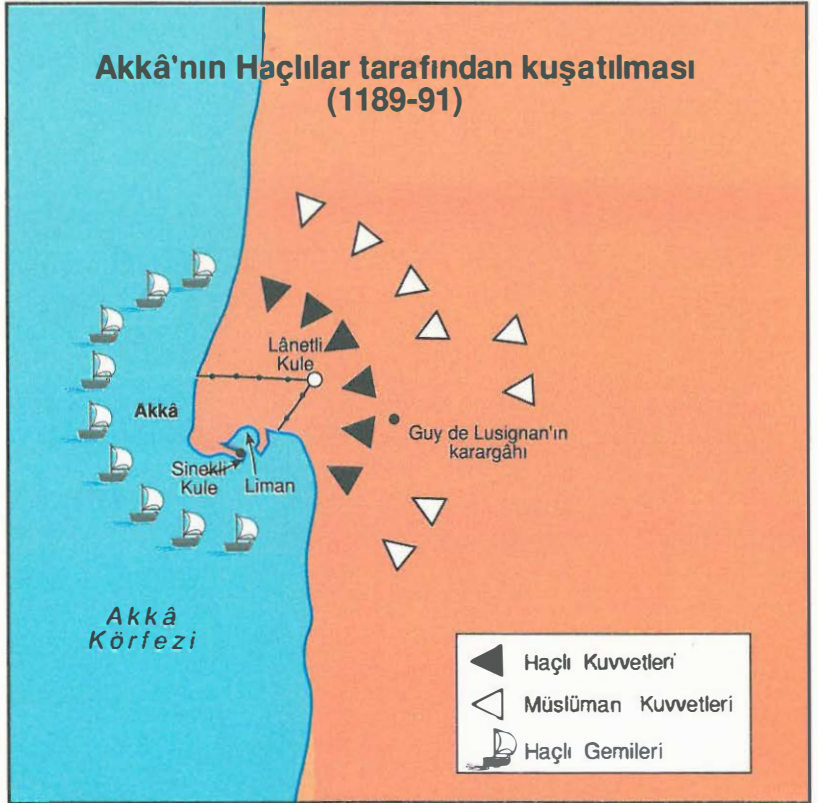 Akkâ'nın Haçlılar tarafından kuşatılması
(1189-91)
Lânetli
Kule
Akkâ
Guy de Lusignan'ın
karargâhı
Sinekli
Kule
Liman
Akkâ
Körfezi
Haçlı Kuvvetleri
Müslüman Kuvvetleri
Haçlı Gemileri